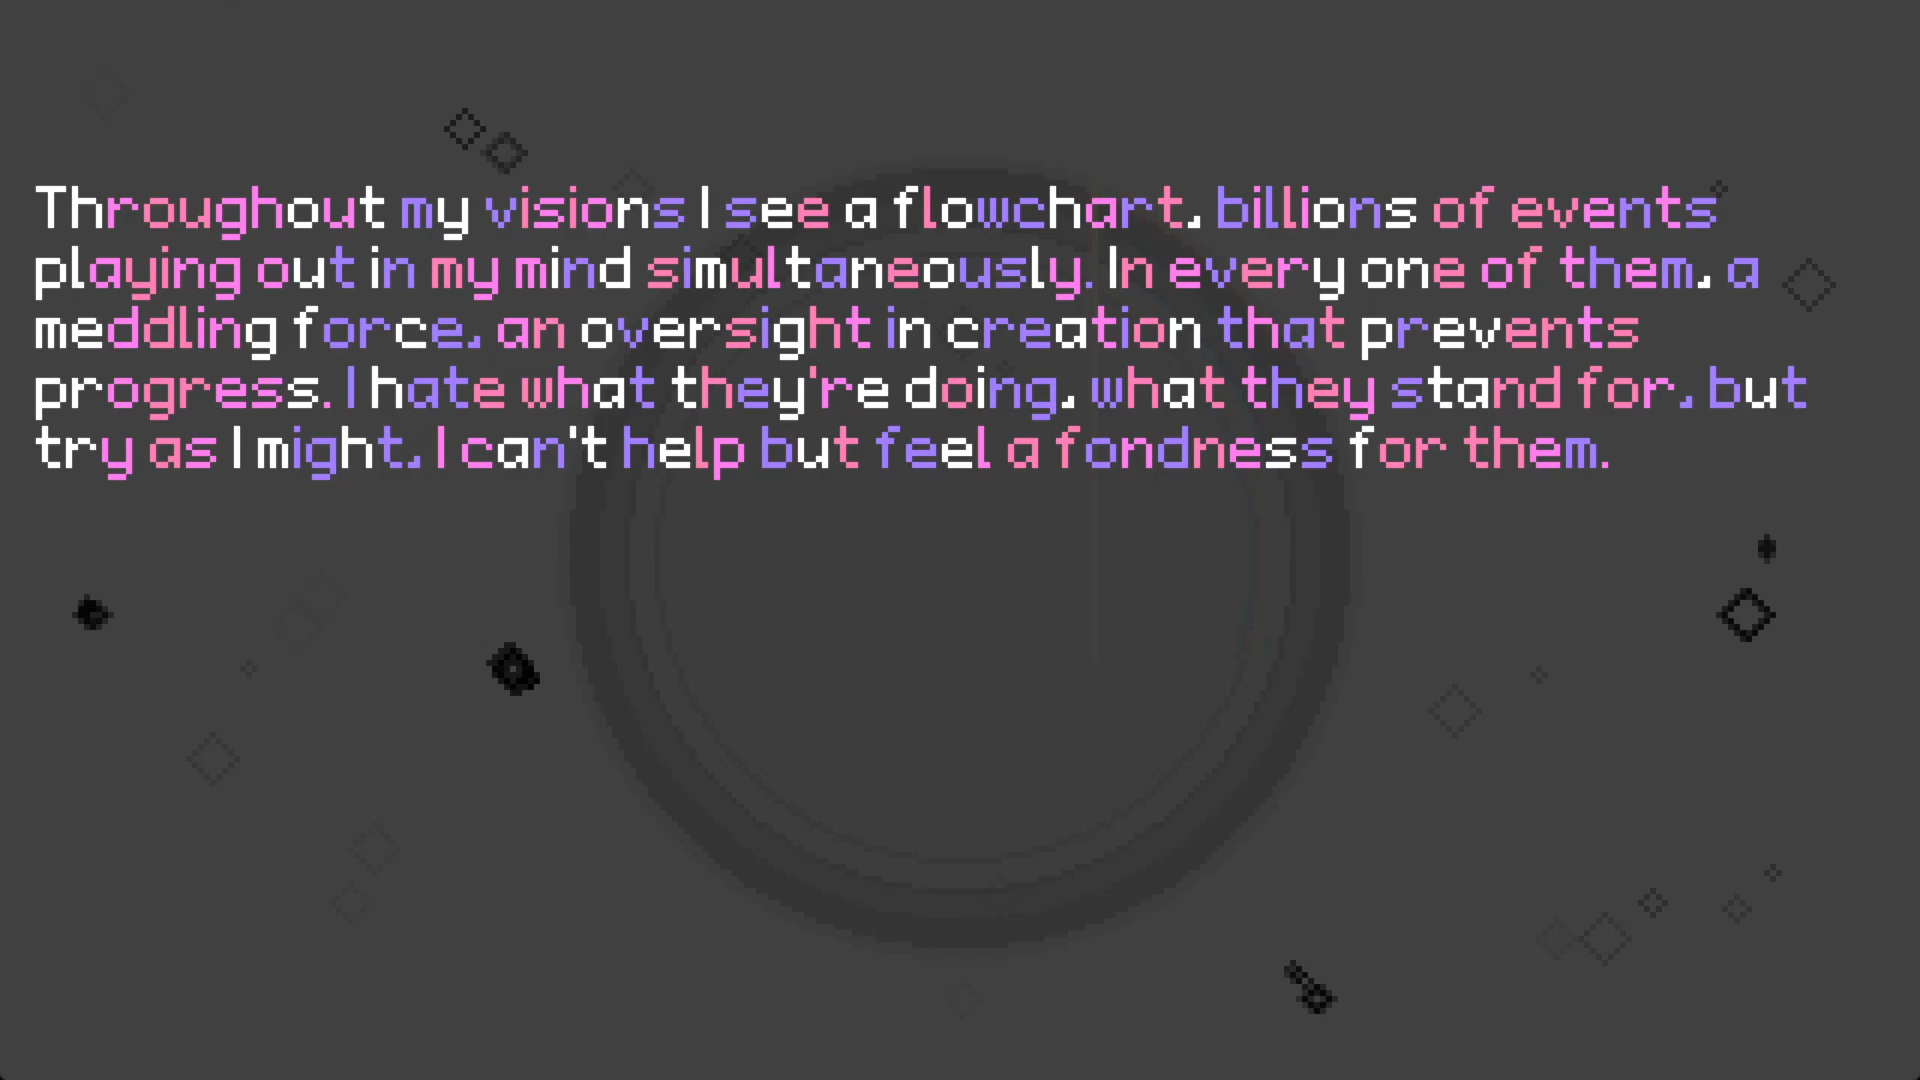 Throughout my visions I see a flowchart, billions of events
playing out in my mind simultaneously. In every one of them, a
meddling force, an oversight in creation that prevents
progress. I hate what they're doing, what they stand for, but
try as I might, I can't help but feel a fondness for them.